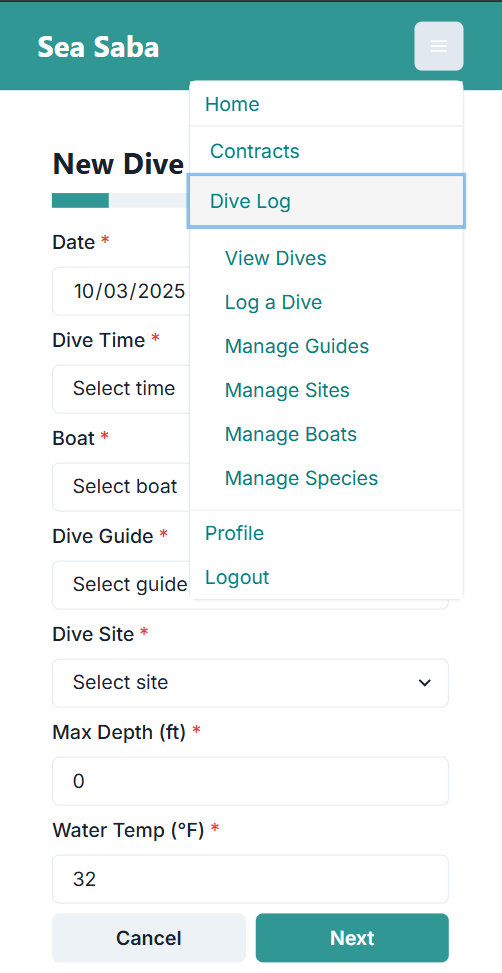 Sea Saba
Home
Contracts
Dive Log
View Dives
Log a Dive
Manage Guides
Manage Sites
Manage Boats
Manage Species
Profile
Logout
New Dive
Date *
10/03/2025
Dive Time *
Select time
Boat *
Select boat
Dive Guide *
Select guide
Dive Site *
Select site
Max Depth (ft) *
0
Water Temp (°F) *
32
Cancel
Next